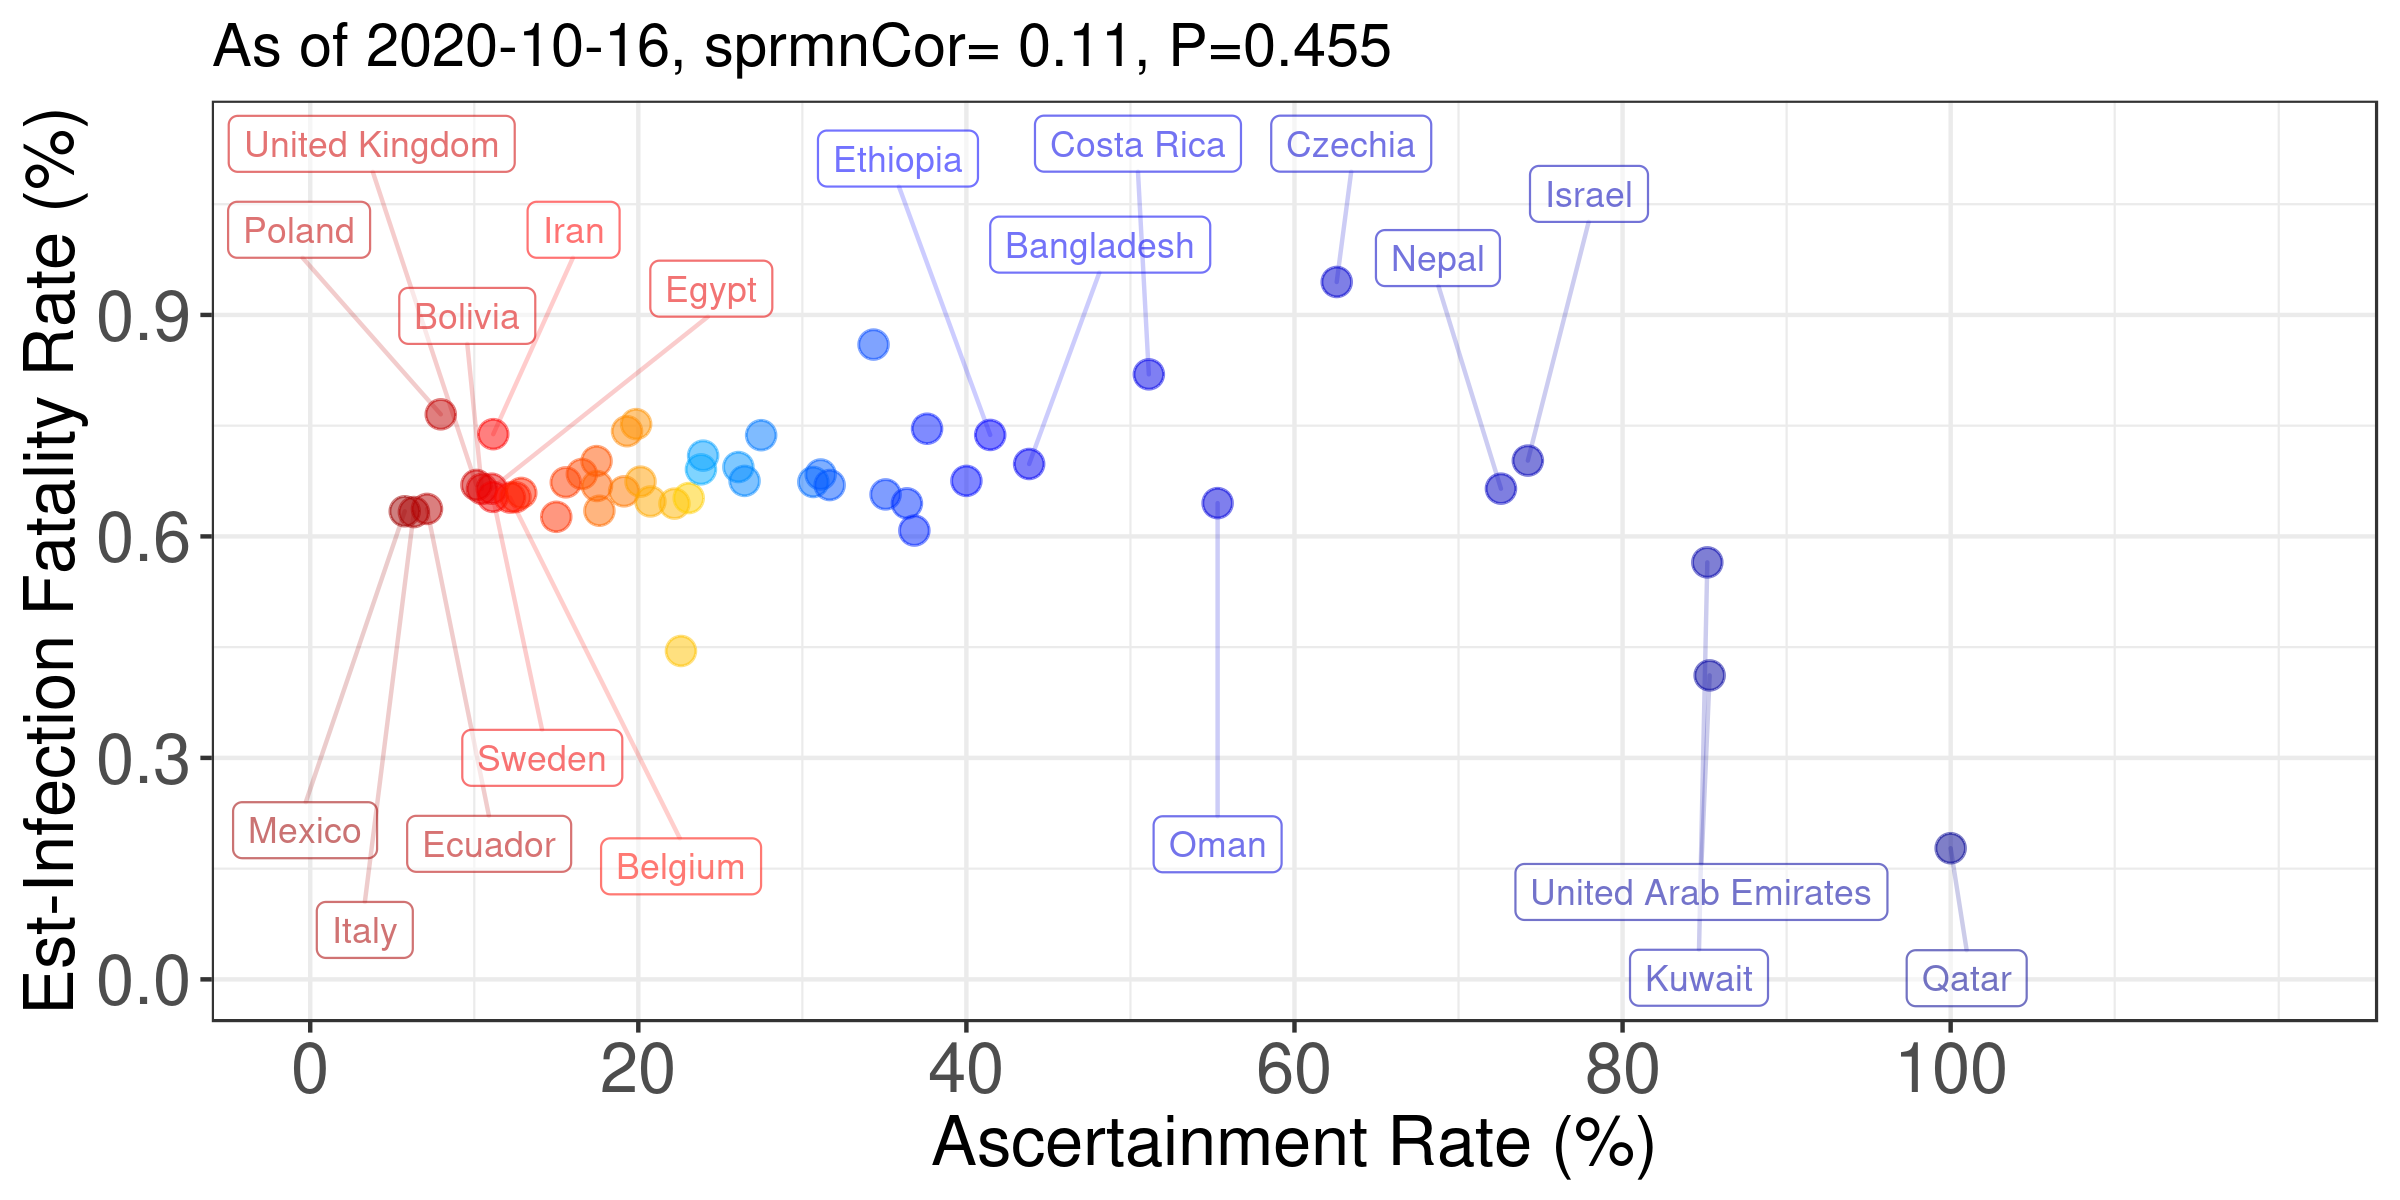 As of 2020-10-16, sprmnCor= 0.11, P=0.455
Est-Infection Fatality Rate (%)
United Kingdom
Ethiopia
Costa Rica
Czechia
Israel
Poland
Iran
Bangladesh
Nepal
Egypt
Bolivia
0.9
0.6
0.3
0.0
Sweden
Mexico
Ecuador
Belgium
Oman
United Arab Emirates
Italy
Kuwait
Qatar
0 20 40 60 80 100
Ascertainment Rate (%)